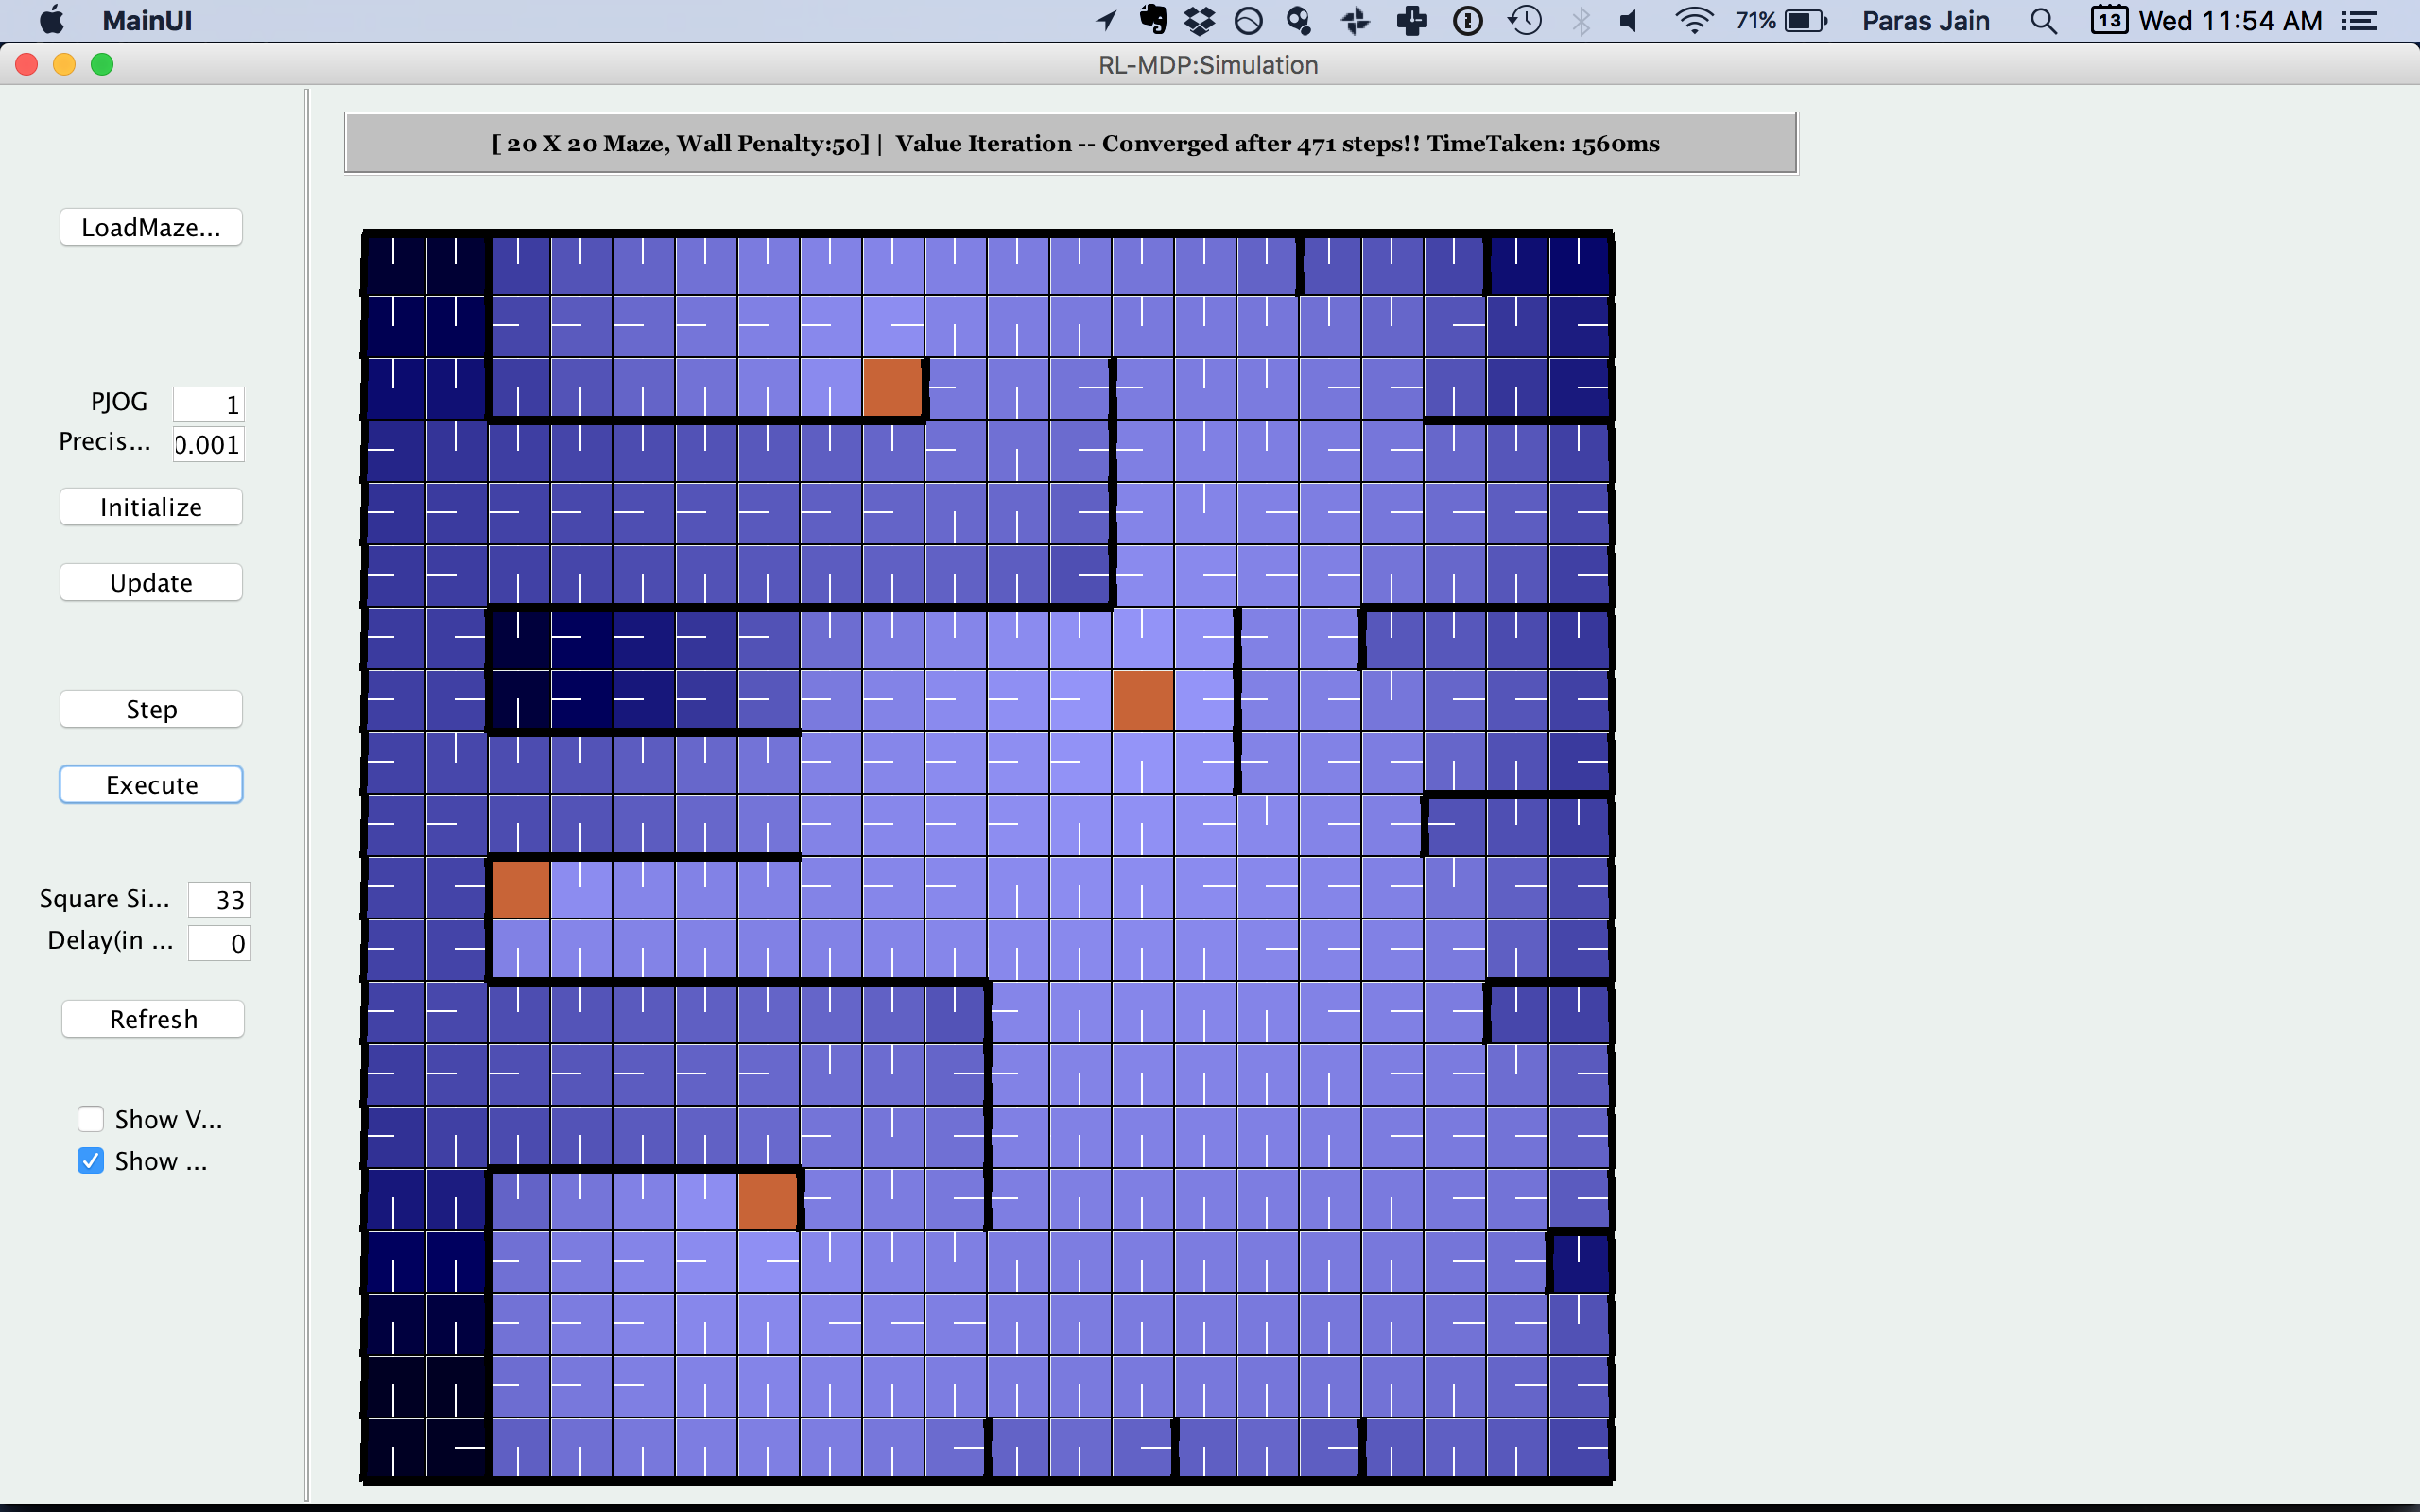 MainUI
71%
Paras Jain
13
Wed 11:54 AM
RL-MDP:Simulation
[ 20 X 20 Maze, Wall Penalty:50] | Value Iteration -- Converged after 471 steps!! TimeTaken: 1560ms
LoadMaze...
PJOG 1
Precis... 0.001
Initialize
Update
Step
Execute
Square Si... 33
Delay(in ... 0
Refresh
Show V...
Show ...